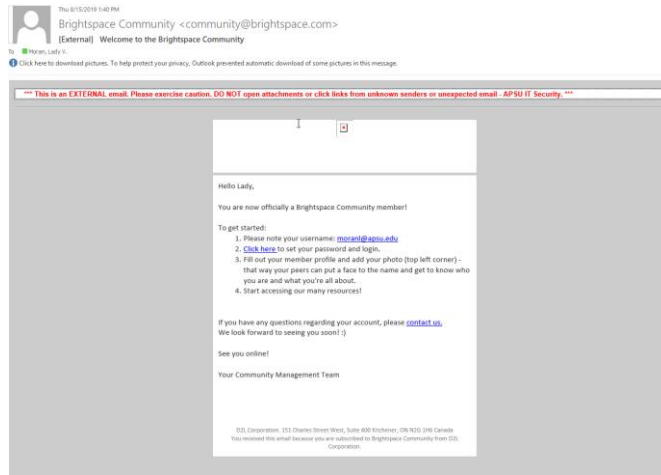 Thu 8/15/2019 1:40 PM
Brightspace Community <community@brightspace.com>
[External] Welcome to the Brightspace Community
To Moran, Lady V.
Click here to download pictures. To help protect your privacy, Outlook prevented automatic download of some pictures in this message.
*** This is an EXTERNAL email. Please exercise caution. DO NOT open attachments or click links from unknown senders or unexpected email - APSU IT Security. ***
Hello Lady,
You are now officially a Brightspace Community member!
To get started:
1. Please note your username: moranl@apsu.edu
2. Click here to set your password and login.
3. Fill out your member profile and add your photo (top left corner) -
that way your peers can put a face to the name and get to know who
you are and what you're all about.
4. Start accessing our many resources!
If you have any questions regarding your account, please contact us.
We look forward to seeing you soon! :)
See you online!
Your Community Management Team
D2L Corporation. 151 Charles Street West, Suite 400 Kitchener, ON N2G 1H6 Canada
You received this email because you are subscribed to Brightspace Community from D2L
Corporation.